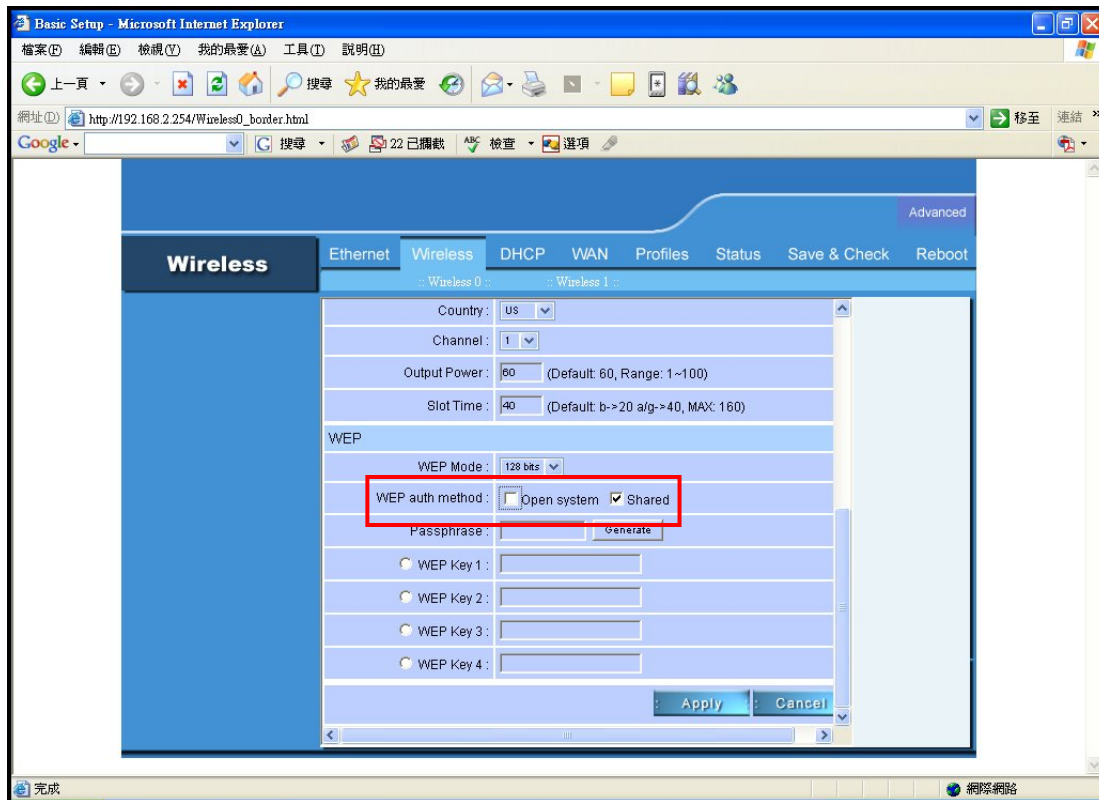 Basic Setup - Microsoft Internet Explorer
檔案(F) 編輯(E) 檢視(V) 我的最愛(A) 工具(T) 說明(H)
上一頁 搜尋 我的最愛
網址(D) http://192.168.2.254/Wireless0_border.html 移至 連結 »
Google 搜尋 22 已攔截 ABC 檢查 選項
Advanced
Wireless
Ethernet Wireless DHCP WAN Profiles Status Save & Check Reboot
:: Wireless 0 :: :: Wireless 1 ::
Country : US
Channel : 1
Output Power : 60 (Default: 60, Range: 1~100)
Slot Time : 40 (Default: b->20 a/g->40, MAX: 160)
WEP
WEP Mode : 128 bits
WEP auth method : Open system Shared
Passphrase : Generate
WEP Key 1 :
WEP Key 2 :
WEP Key 3 :
WEP Key 4 :
: Apply : Cancel
完成 網際網路